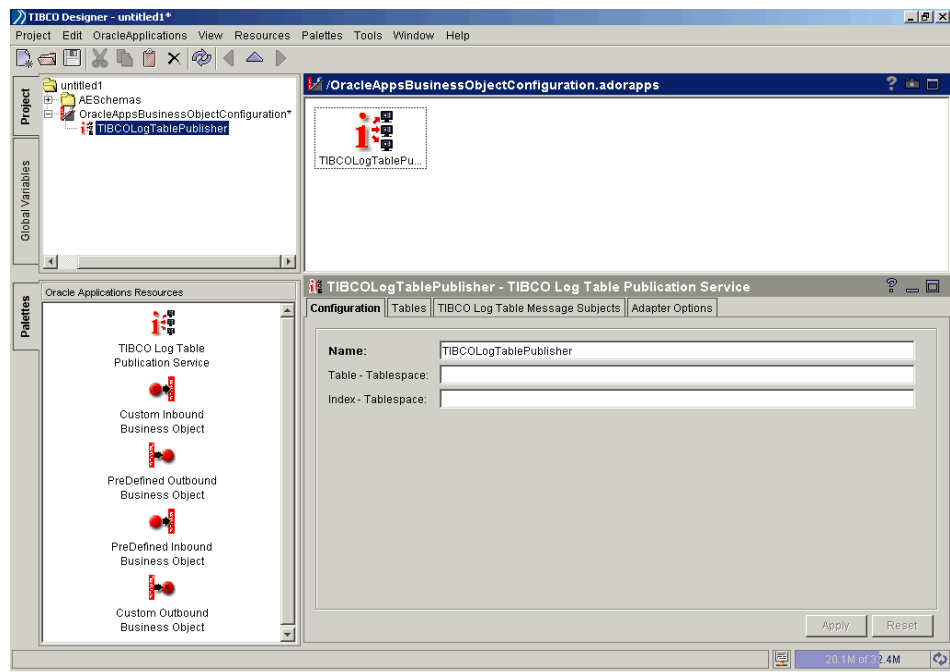 TIBCO Designer - untitled1*
Project Edit OracleApplications View Resources Palettes Tools Window Help
Project
Global Variables
untitled1
AESchemas
OracleAppsBusinessObjectConfiguration*
TIBCOLogTablePublisher
/OracleAppsBusinessObjectConfiguration.adorapps
TIBCOLogTablePu...
Palettes
Oracle Applications Resources
TIBCO Log Table
Publication Service
Custom Inbound
Business Object
PreDefined Outbound
Business Object
PreDefined Inbound
Business Object
Custom Outbound
Business Object
TIBCOLogTablePublisher - TIBCO Log Table Publication Service
Configuration Tables TIBCO Log Table Message Subjects Adapter Options
Name: TIBCOLogTablePublisher
Table - Tablespace:
Index - Tablespace:
Apply Reset
20.1M of 32.4M